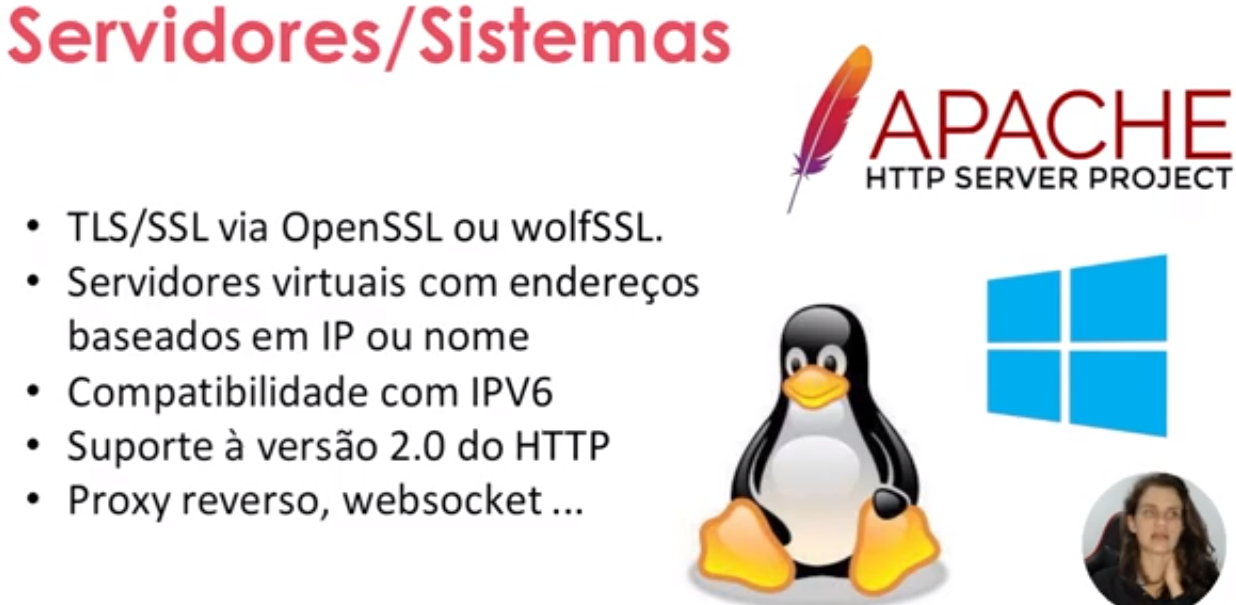 Servidores/Sistemas
APACHE
HTTP SERVER PROJECT
• TLS/SSL via OpenSSL ou wolfSSL.
• Servidores virtuais com endereços
baseados em IP ou nome
• Compatibilidade com IPV6
• Suporte à versão 2.0 do HTTP
• Proxy reverso, websocket ...